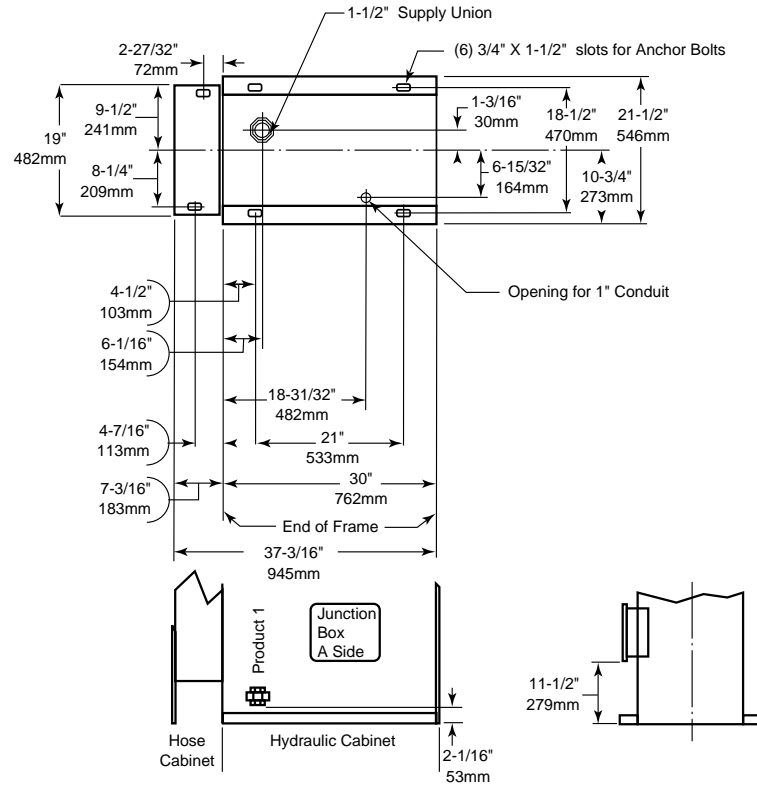 1-1/2" Supply Union
(6) 3/4" X 1-1/2" slots for Anchor Bolts
2-27/32"
72mm
9-1/2"
241mm
19"
482mm
8-1/4"
209mm
1-3/16"
30mm
18-1/2"
470mm
21-1/2"
546mm
6-15/32"
164mm
10-3/4"
273mm
Opening for 1" Conduit
4-1/2"
103mm
6-1/16"
154mm
18-31/32"
482mm
4-7/16"
113mm
21"
533mm
7-3/16"
183mm
30"
762mm
End of Frame
37-3/16"
945mm
Product 1
Junction
Box
A Side
11-1/2"
279mm
Hose
Cabinet
Hydraulic Cabinet
2-1/16"
53mm